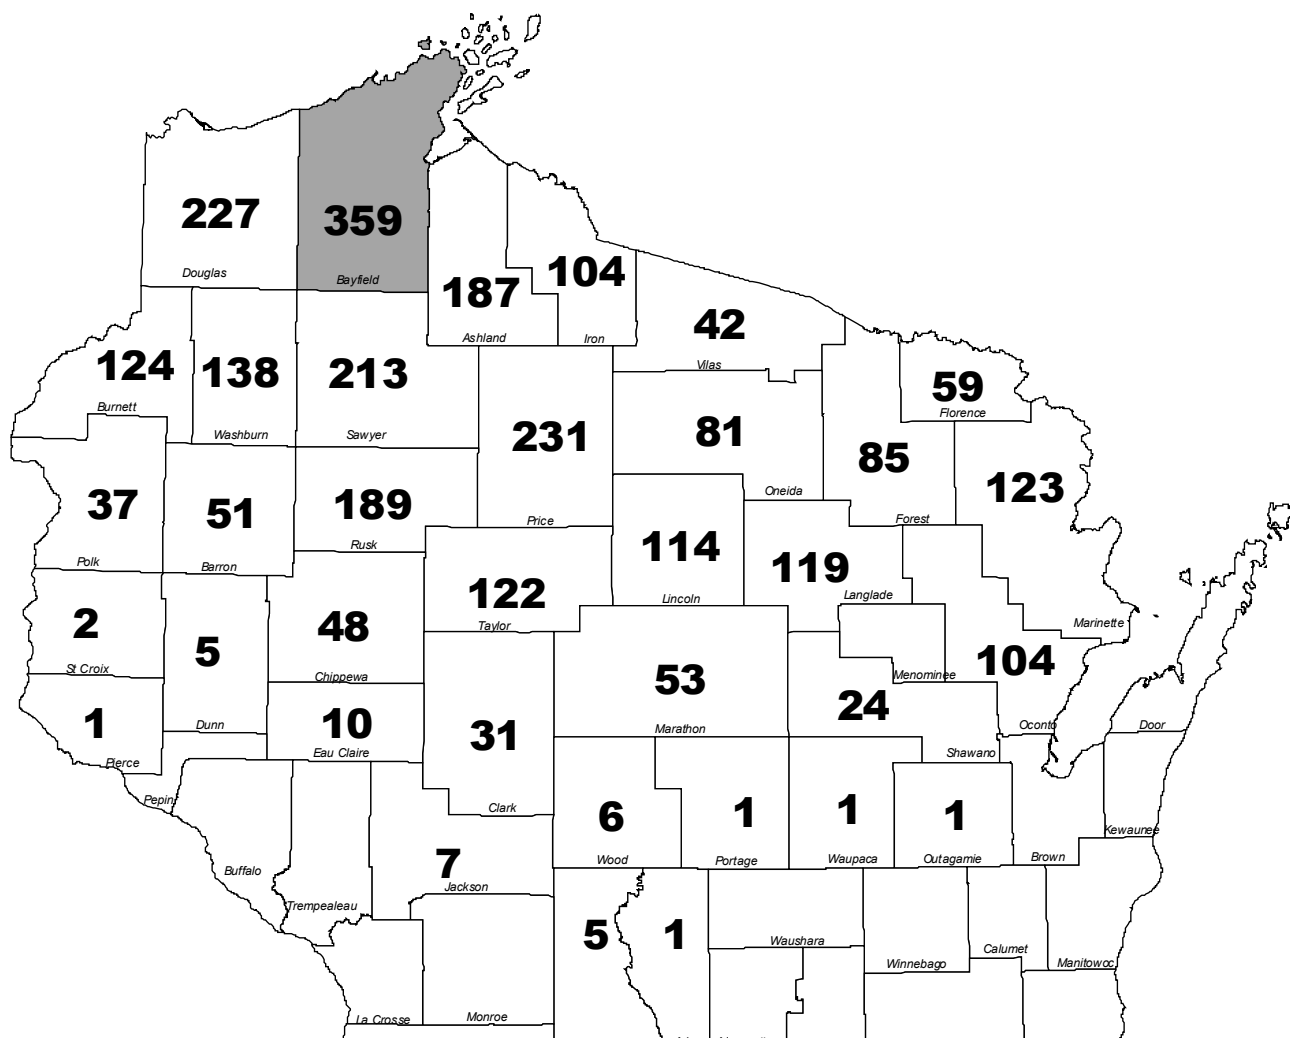 227
359
Douglas
Bayfield
187
104
Ashland
Iron
42
Vilas
124
138
213
59
Burnett
Washburn
Sawyer
Florence
231
81
85
123
37
51
189
Oneida
Price
Forest
Polk
Barron
Rusk
114
119
122
Lincoln
Langlade
2
5
48
Taylor
Marinette
St Croix
Chippewa
53
24
104
Menominee
1
10
31
Dunn
Eau Claire
Marathon
Oconto
Door
Pierce
Shawano
Pepin
Clark
6
1
1
1
Kewaunee
Wood
Portage
Waupaca
Outagamie
Brown
7
Buffalo
Jackson
Trempealeau
5
1
Waushara
Calumet
Winnebago
Manitowoc
La Crosse
Monroe